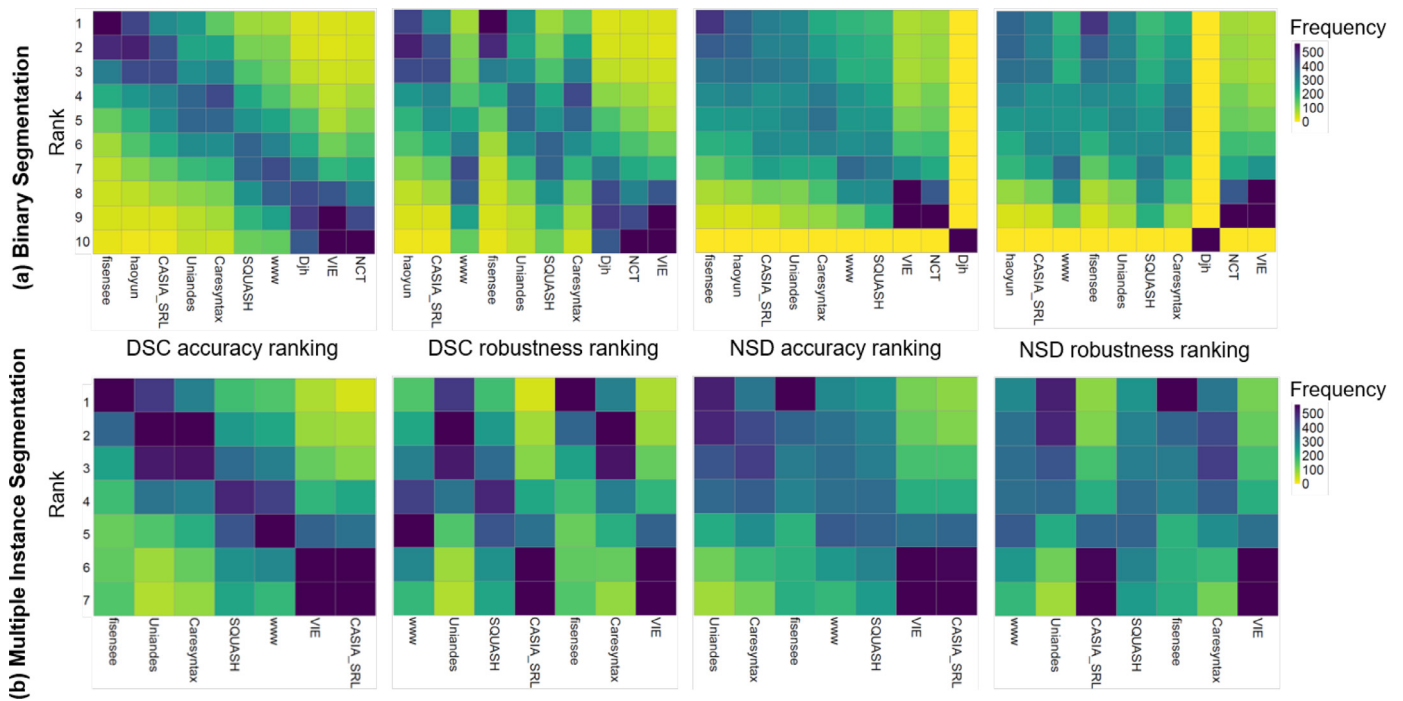 (a) Binary Segmentation
Rank
1
2
3
4
5
6
7
8
9
10
fisensee
haoyun
CASIA_SRL
Uniandes
Caresyntax
SQUASH
www
Djh
VIE
NCT
haoyun
CASIA_SRL
www
fisensee
Uniandes
SQUASH
Caresyntax
Djh
NCT
VIE
fisensee
haoyun
CASIA_SRL
Uniandes
Caresyntax
www
SQUASH
VIE
NCT
Djh
haoyun
CASIA_SRL
www
fisensee
Uniandes
SQUASH
Caresyntax
Djh
NCT
VIE
Frequency
500
400
300
200
100
0
DSC accuracy ranking
DSC robustness ranking
NSD accuracy ranking
NSD robustness ranking
(b) Multiple Instance Segmentation
Rank
1
2
3
4
5
6
7
fisensee
Uniandes
Caresyntax
SQUASH
www
VIE
CASIA_SRL
www
Uniandes
SQUASH
CASIA_SRL
fisensee
Caresyntax
VIE
Uniandes
Caresyntax
fisensee
www
SQUASH
VIE
CASIA_SRL
www
Uniandes
CASIA_SRL
SQUASH
fisensee
Caresyntax
VIE
Frequency
500
400
300
200
100
0